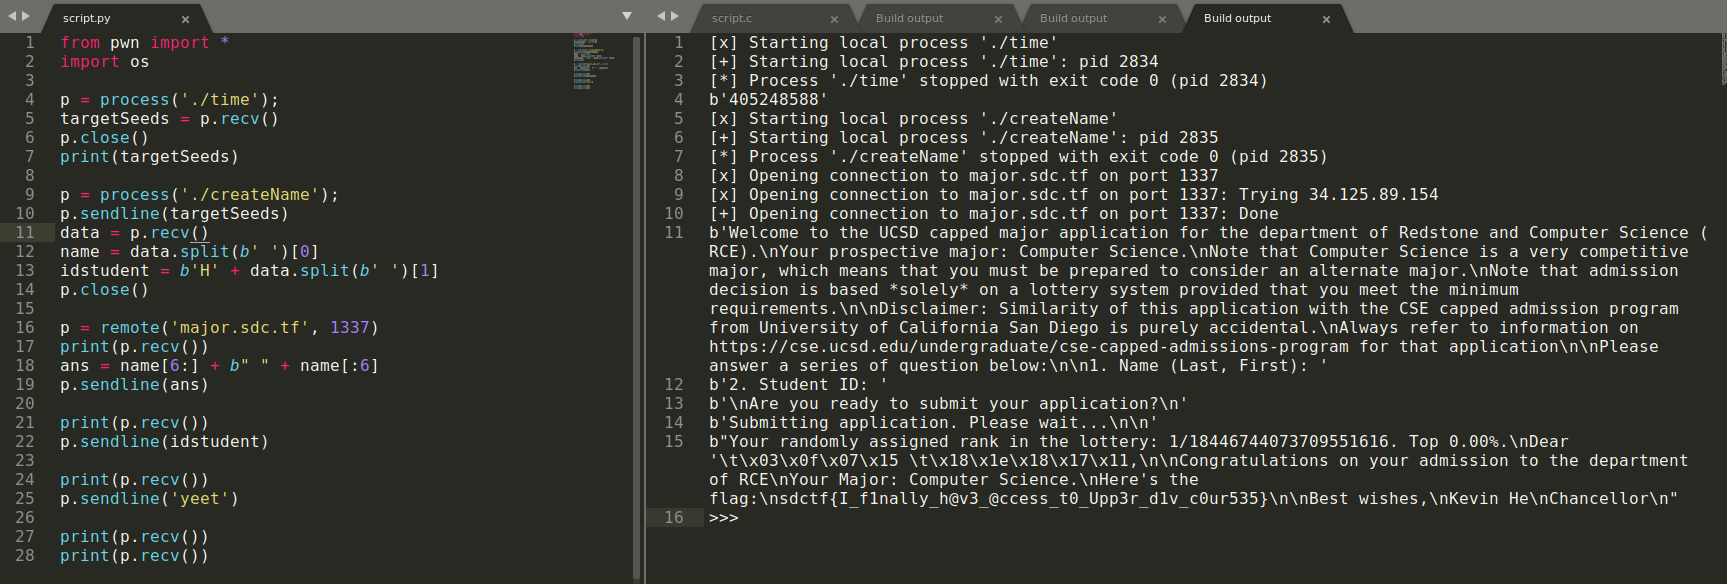 script.py
1 from pwn import *
2 import os
3
4 p = process('./time');
5 targetSeeds = p.recv()
6 p.close()
7 print(targetSeeds)
8
9 p = process('./createName');
10 p.sendline(targetSeeds)
11 data = p.recv()
12 name = data.split(b' ')[0]
13 idstudent = b'H' + data.split(b' ')[1]
14 p.close()
15
16 p = remote('major.sdc.tf', 1337)
17 print(p.recv())
18 ans = name[6:] + b" " + name[:6]
19 p.sendline(ans)
20
21 print(p.recv())
22 p.sendline(idstudent)
23
24 print(p.recv())
25 p.sendline('yeet')
26
27 print(p.recv())
28 print(p.recv())
script.c
Build output
Build output
Build output
1 [x] Starting local process './time'
2 [+] Starting local process './time': pid 2834
3 [*] Process './time' stopped with exit code 0 (pid 2834)
4 b'405248588'
5 [x] Starting local process './createName'
6 [+] Starting local process './createName': pid 2835
7 [*] Process './createName' stopped with exit code 0 (pid 2835)
8 [x] Opening connection to major.sdc.tf on port 1337
9 [x] Opening connection to major.sdc.tf on port 1337: Trying 34.125.89.154
10 [+] Opening connection to major.sdc.tf on port 1337: Done
11 b'Welcome to the UCSD capped major application for the department of Redstone and Computer Science (
RCE).\nYour prospective major: Computer Science.\nNote that Computer Science is a very competitive
major, which means that you must be prepared to consider an alternate major.\nNote that admission
decision is based *solely* on a lottery system provided that you meet the minimum
requirements.\n\nDisclaimer: Similarity of this application with the CSE capped admission program
from University of California San Diego is purely accidental.\nAlways refer to information on
https://cse.ucsd.edu/undergraduate/cse-capped-admissions-program for that application\n\nPlease
answer a series of question below:\n\n1. Name (Last, First): '
12 b'2. Student ID: '
13 b'\nAre you ready to submit your application?\n'
14 b'Submitting application. Please wait...\n\n'
15 b"Your randomly assigned rank in the lottery: 1/18446744073709551616. Top 0.00%.\nDear
'\t\x03\x0f\x07\x15 \t\x18\x1e\x18\x17\x11,\n\nCongratulations on your admission to the department
of RCE\nYour Major: Computer Science.\nHere's the
flag:\nsdctf{I_f1nally_h@v3_@ccess_t0_Upp3r_d1v_c0ur535}\n\nBest wishes,\nKevin He\nChancellor\n"
16 >>>